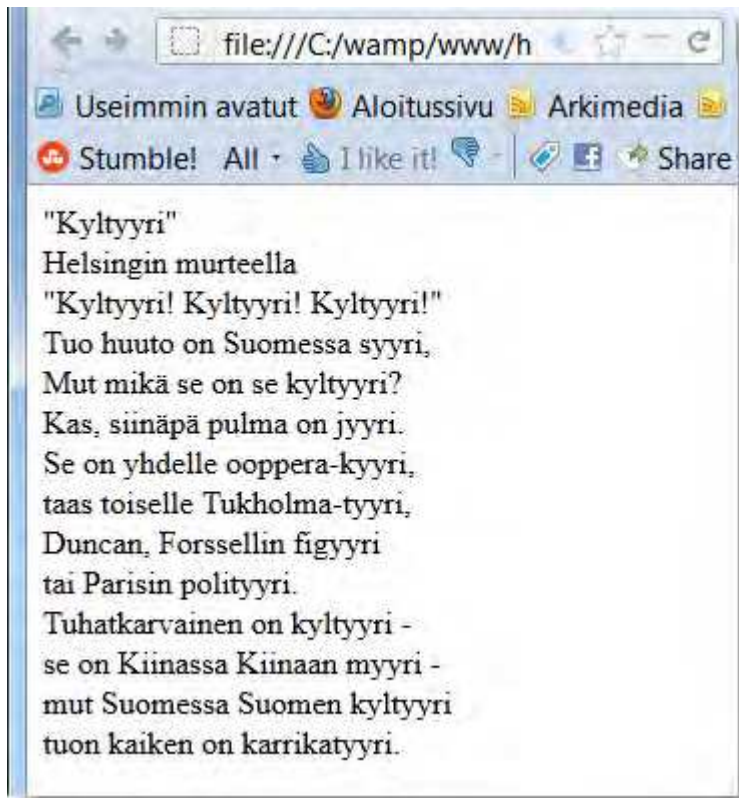 file:///C:/wamp/www/h
Useimmin avatut Aloitussivu Arkimedia
Stumble! All I like it! Share
"Kyltyyri"
Helsingin murteella
"Kyltyyri! Kyltyyri! Kyltyyri!"
Tuo huuto on Suomessa syyri,
Mut mikä se on se kyltyyri?
Kas, siinäpä pulma on jyyri.
Se on yhdelle ooppera-kyyri,
taas toiselle Tukholma-tyyri,
Duncan, Forssellin figyyri
tai Parisin polityyri.
Tuhatkarvainen on kyltyyri -
se on Kiinassa Kiinaan myyri -
mut Suomessa Suomen kyltyyri
tuon kaiken on karrikatyyri.